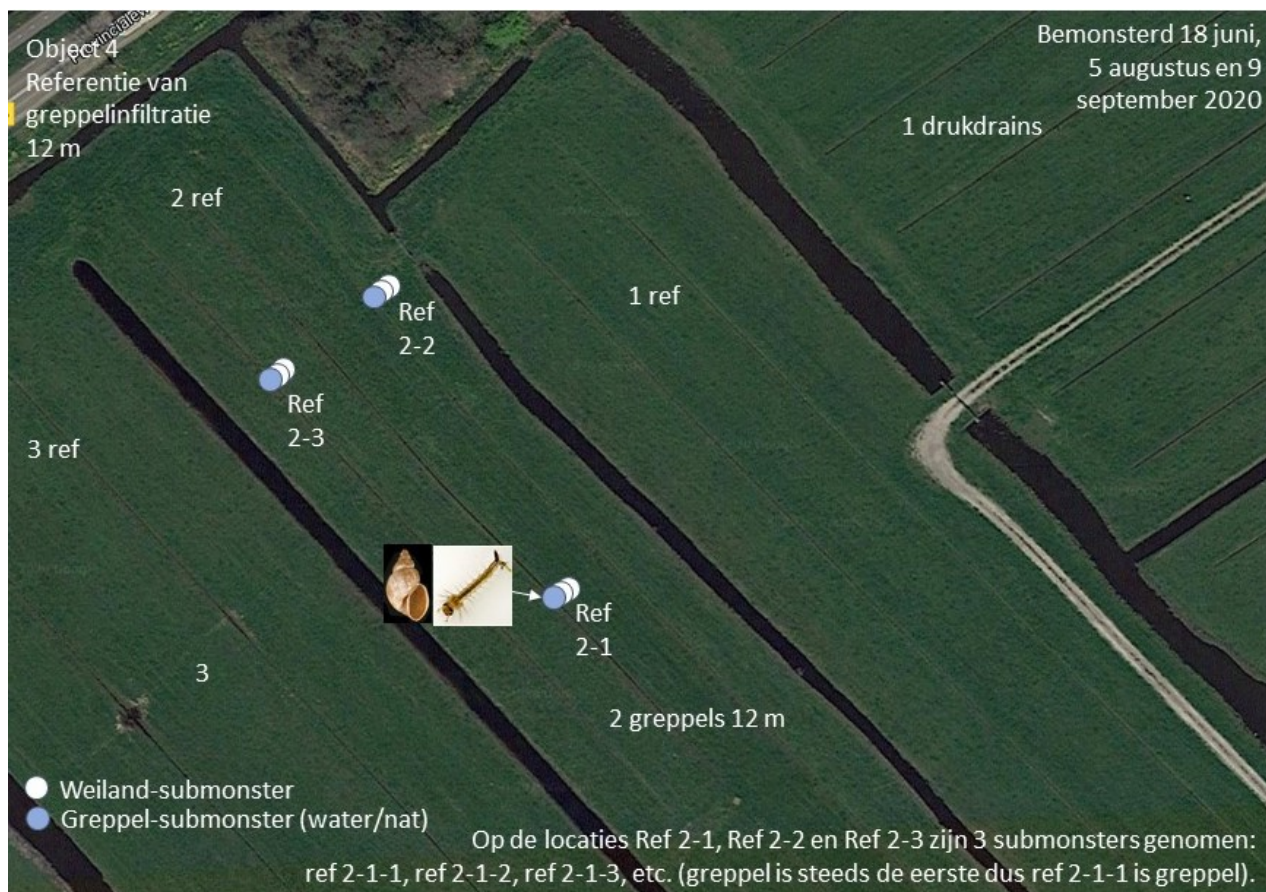 Object 4
Referentie van
greppelinfiltratie
12 m
Bemonsterd 18 juni,
5 augustus en 9
september 2020
1 drukdrains
2 ref
1 ref
Ref
2-2
Ref
2-3
3 ref
Ref
2-1
3
2 greppels 12 m
Weiland-submonster
Greppel-submonster (water/nat)
Op de locaties Ref 2-1, Ref 2-2 en Ref 2-3 zijn 3 submonsters genomen:
ref 2-1-1, ref 2-1-2, ref 2-1-3, etc. (greppel is steeds de eerste dus ref 2-1-1 is greppel).